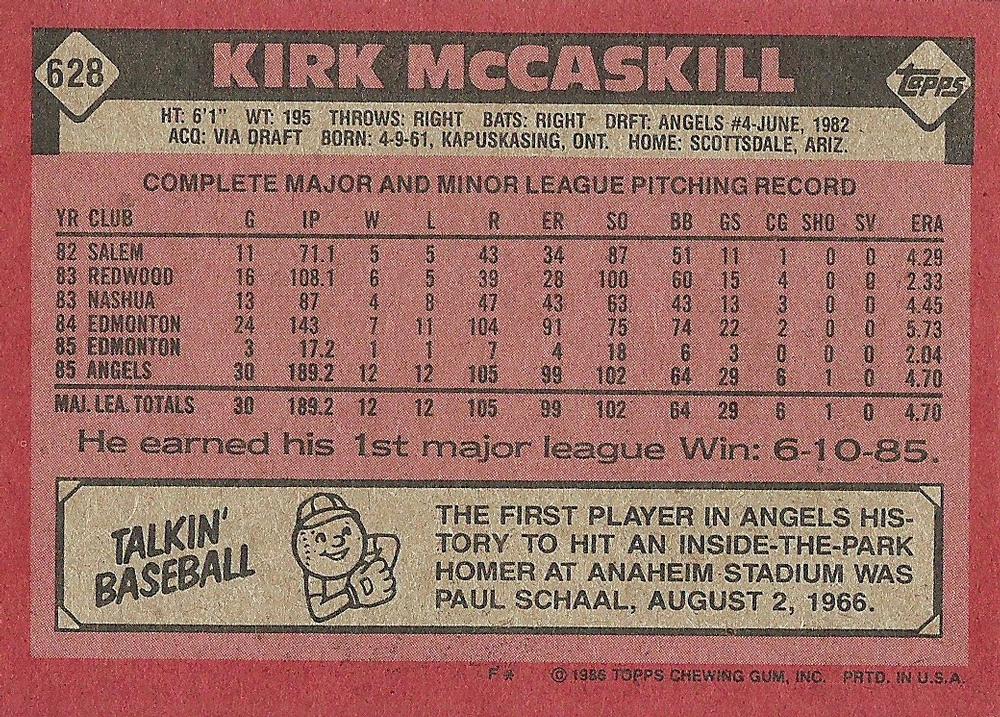 628 KIRK McCASKILL TOPPS
HT: 6'1" WT: 195 THROWS: RIGHT BATS: RIGHT DRFT: ANGELS #4-JUNE, 1982
ACQ: VIA DRAFT BORN: 4-9-61, KAPUSKASING, ONT. HOME: SCOTTSDALE, ARIZ.
COMPLETE MAJOR AND MINOR LEAGUE PITCHING RECORD
YR CLUB G IP W L R ER SO BB GS CG SHO SV ERA
82 SALEM 11 71.1 5 5 43 34 87 51 11 1 0 0 4.29
83 REDWOOD 16 108.1 6 5 39 28 100 60 15 4 0 0 2.33
83 NASHUA 13 87 4 8 47 43 63 43 13 3 0 0 4.45
84 EDMONTON 24 143 7 11 104 91 75 74 22 2 0 0 5.73
85 EDMONTON 3 17.2 1 1 7 4 18 6 3 0 0 0 2.04
85 ANGELS 30 189.2 12 12 105 99 102 64 29 6 1 0 4.70
MAJ. LEA. TOTALS 30 189.2 12 12 105 99 102 64 29 6 1 0 4.70
He earned his 1st major league Win: 6-10-85.
TALKIN'
BASEBALL
THE FIRST PLAYER IN ANGELS HIS-
TORY TO HIT AN INSIDE-THE-PARK
HOMER AT ANAHEIM STADIUM WAS
PAUL SCHAAL, AUGUST 2, 1966.
F* © 1986 TOPPS CHEWING GUM, INC. PRTD. IN U.S.A.